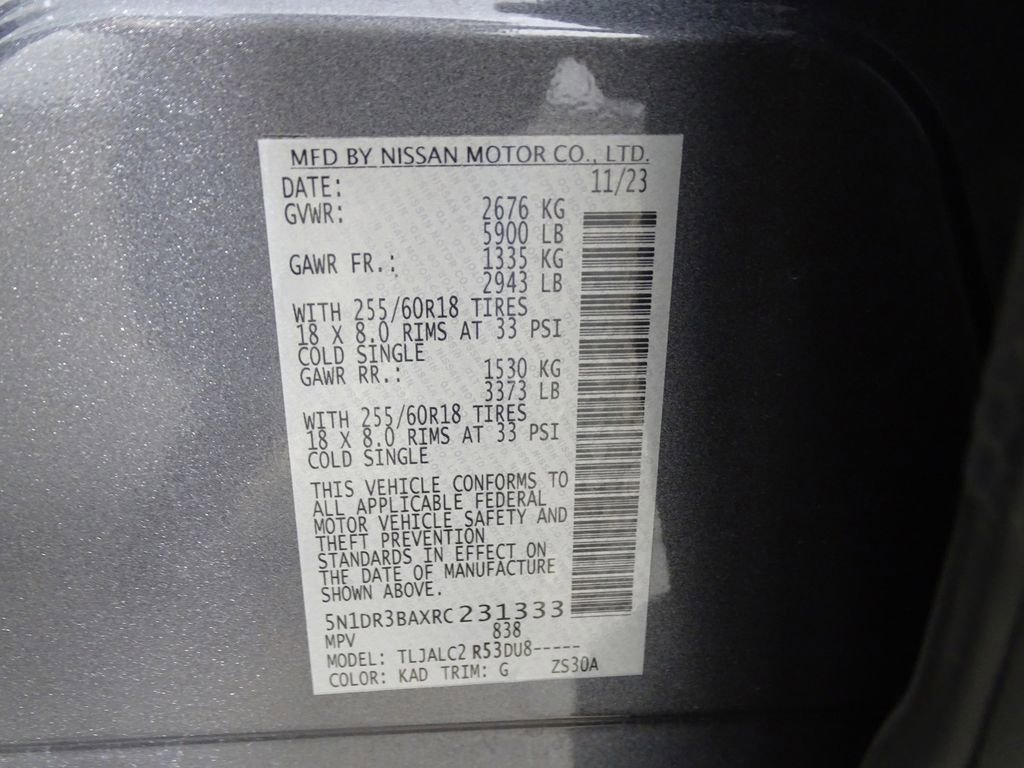 MFD BY NISSAN MOTOR CO., LTD.
DATE: 11/23
GVWR: 2676 KG
5900 LB
GAWR FR.: 1335 KG
2943 LB
WITH 255/60R18 TIRES
18 X 8.0 RIMS AT 33 PSI
COLD SINGLE
GAWR RR.: 1530 KG
3373 LB
WITH 255/60R18 TIRES
18 X 8.0 RIMS AT 33 PSI
COLD SINGLE
THIS VEHICLE CONFORMS TO
ALL APPLICABLE FEDERAL
MOTOR VEHICLE SAFETY AND
THEFT PREVENTION
STANDARDS IN EFFECT ON
THE DATE OF MANUFACTURE
SHOWN ABOVE.
5N1DR3BAXRC231333
MPV 838
MODEL: TLJALC2 R53DU8-----
COLOR: KAD TRIM: G ZS30A